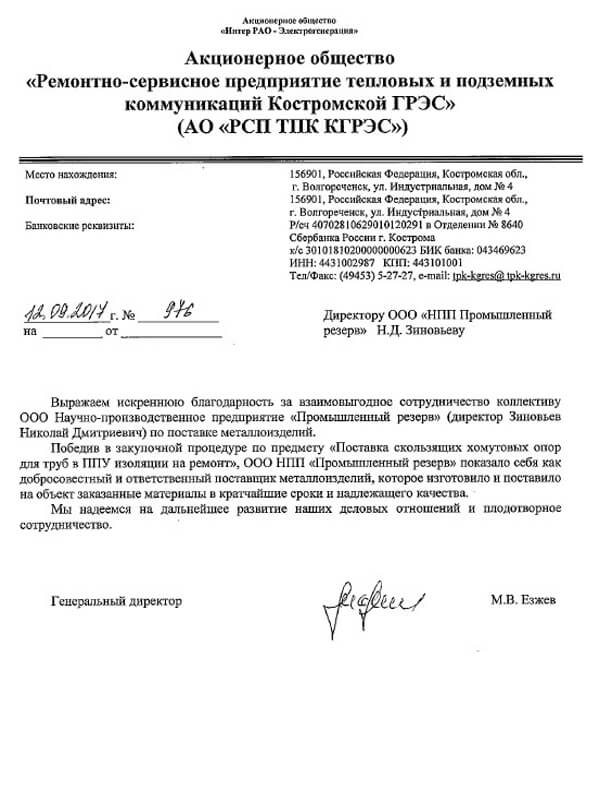 Акционерное общество
«Интер РАО - Электрогенерация»
Акционерное общество
«Ремонтно-сервисное предприятие тепловых и подземных
коммуникаций Костромской ГРЭС»
(АО «РСП ТПК КГРЭС»)
Место нахождения:
156901, Российская Федерация, Костромская обл.,
г. Волгореченск, ул. Индустриальная, дом № 4
Почтовый адрес:
156901, Российская Федерация, Костромская обл.,
г. Волгореченск, ул. Индустриальная, дом № 4
Банковские реквизиты:
Р/сч 40702810629010120291 в Отделении № 8640
Сбербанка России г. Кострома
к/с 30101810200000000623 БИК банка: 043469623
ИНН: 4431002987 КПП: 443101001
Тел/Факс: (49453) 5-27-27, e-mail: tpk-kgres@tpk-kgres.ru
12.09.2017 г. № 976
на ________ от ________
Директору ООО «НПП Промышленный
резерв» Н.Д. Зиновьеву
Выражаем искреннюю благодарность за взаимовыгодное сотрудничество коллективу
ООО Научно-производственное предприятие «Промышленный резерв» (директор Зиновьев
Николай Дмитриевич) по поставке металлоизделий.
Победив в закупочной процедуре по предмету «Поставка скользящих хомутовых опор
для труб в ППУ изоляции на ремонт», ООО НПП «Промышленный резерв» показало себя как
добросовестный и ответственный поставщик металлоизделий, которое изготовило и поставило
на объект заказанные материалы в кратчайшие сроки и надлежащего качества.
Мы надеемся на дальнейшее развитие наших деловых отношений и плодотворное
сотрудничество.
Генеральный директор
М.В. Езжев